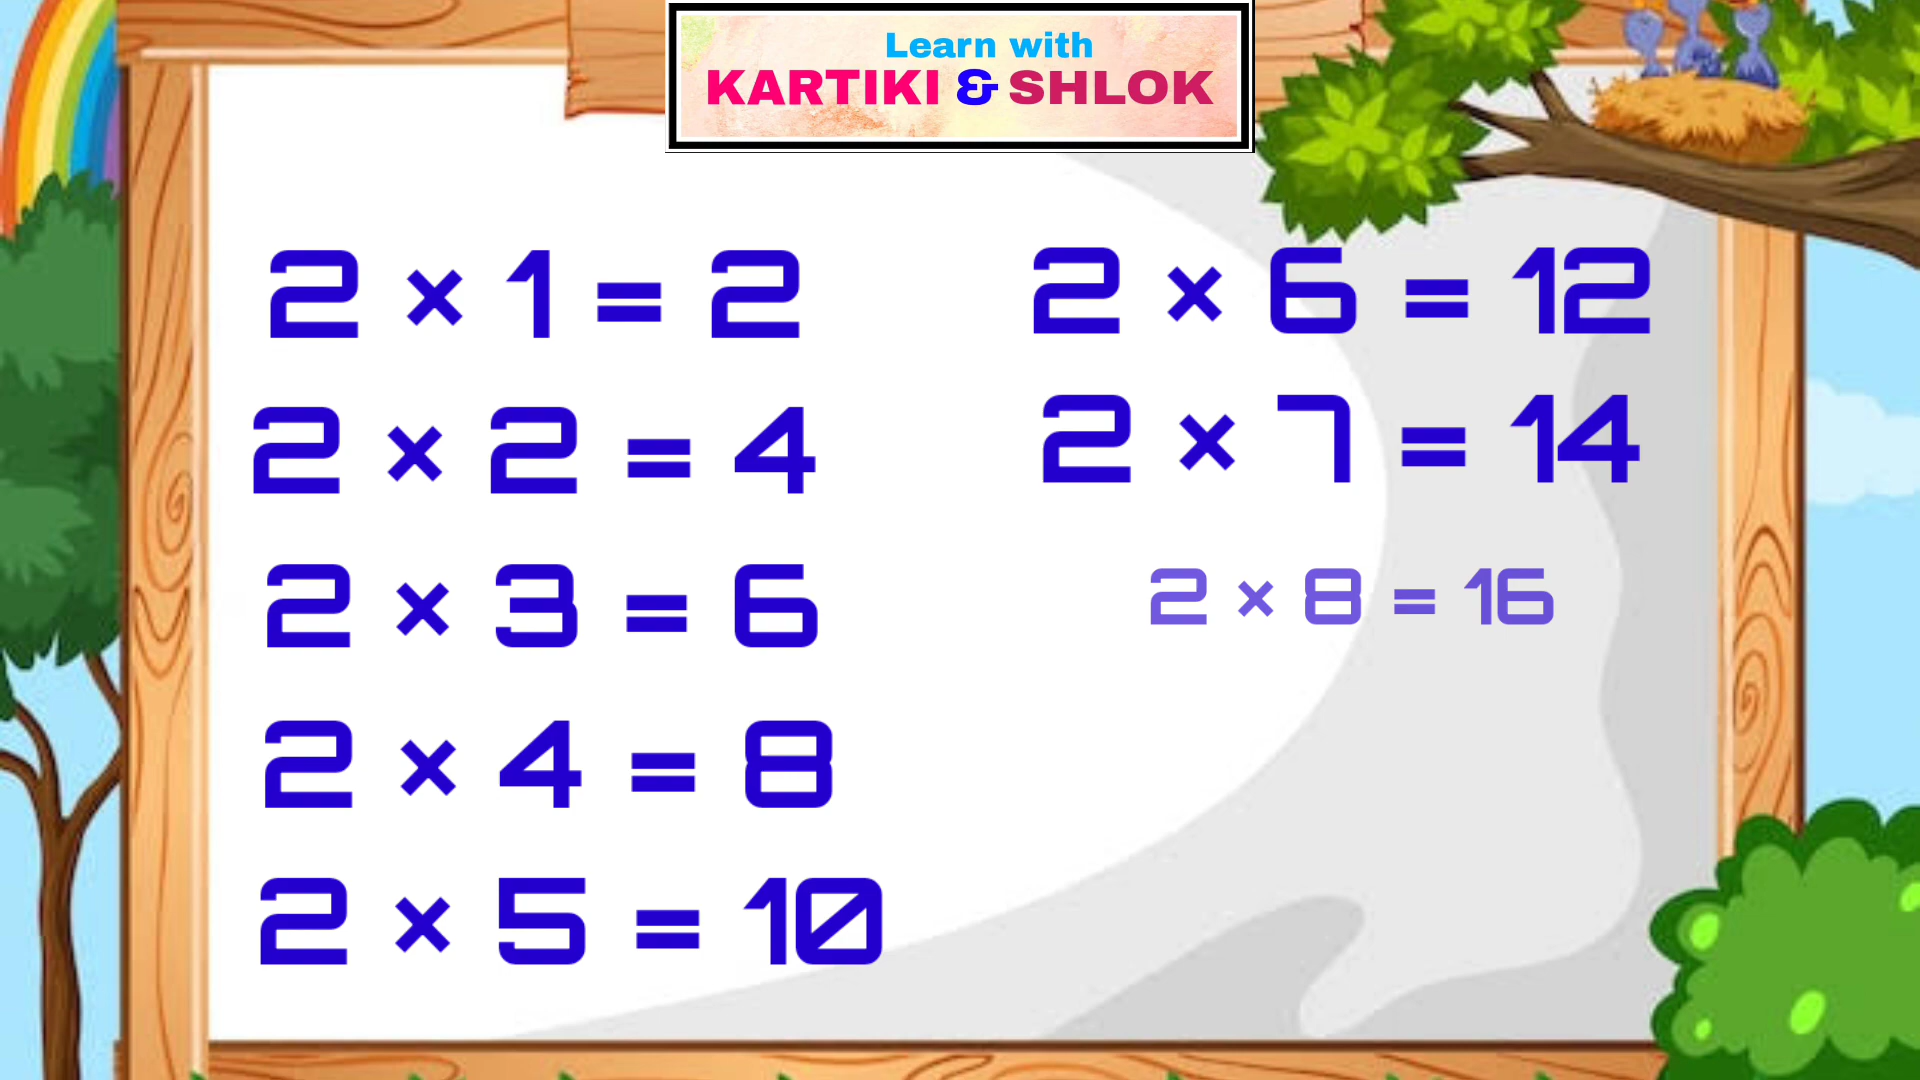 Learn with
KARTIKI & SHLOK
2 × 1 = 2
2 × 2 = 4
2 × 3 = 6
2 × 4 = 8
2 × 5 = 10
2 × 6 = 12
2 × 7 = 14
2 × 8 = 16